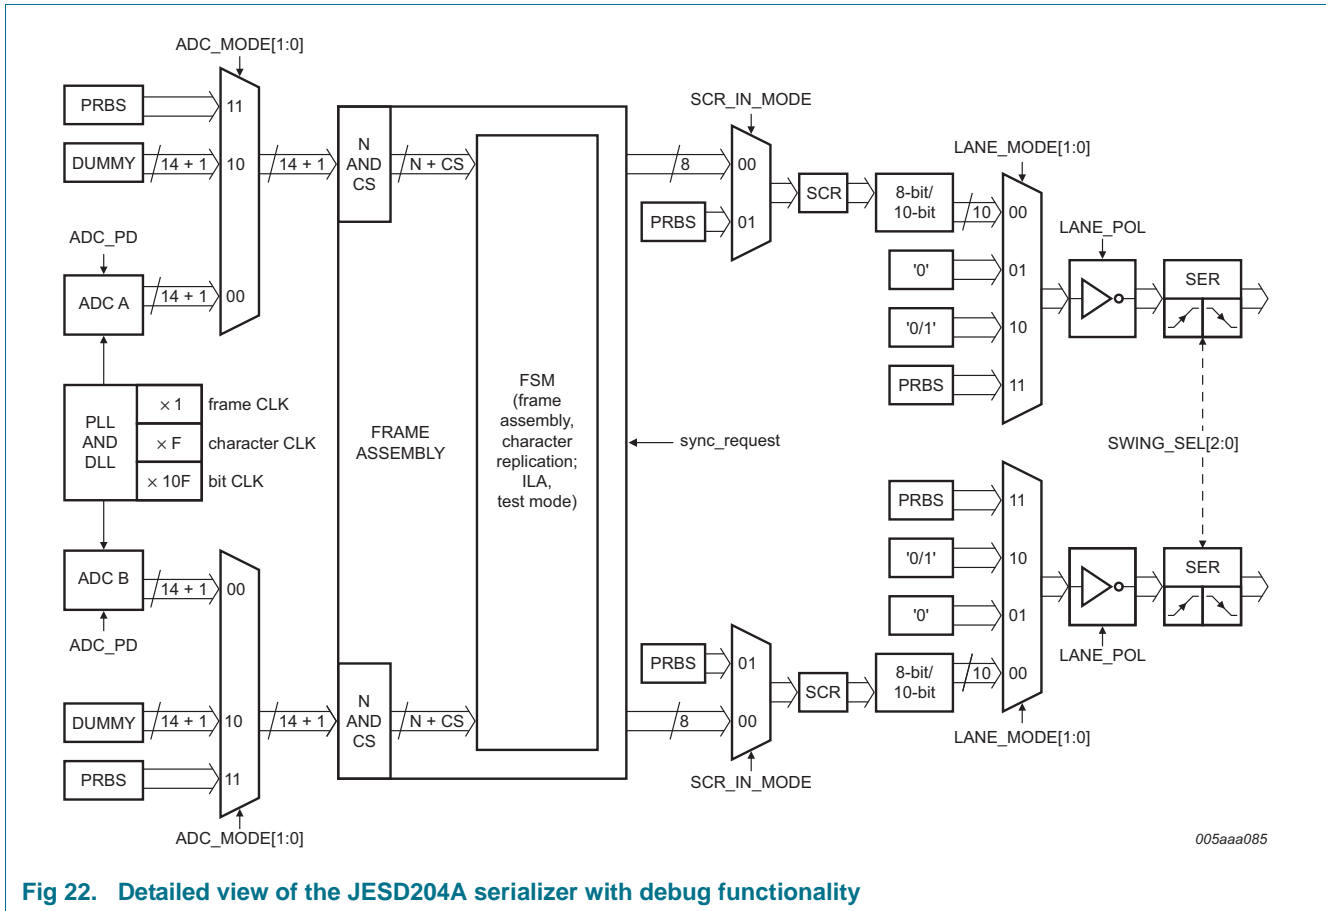 ADC_MODE[1:0]
PRBS
11
DUMMY
14 + 1
10
14 + 1
N
AND
CS
N + CS
ADC_PD
ADC A
14 + 1
00
PLL
AND
DLL
× 1
frame CLK
× F
character CLK
× 10F
bit CLK
ADC B
14 + 1
00
ADC_PD
DUMMY
14 + 1
10
14 + 1
N
AND
CS
N + CS
PRBS
11
ADC_MODE[1:0]
FRAME
ASSEMBLY
FSM
(frame
assembly,
character
replication;
ILA,
test mode)
sync_request
SCR_IN_MODE
8
00
PRBS
01
SCR
8-bit/
10-bit
10
00
LANE_MODE[1:0]
'0'
01
'0/1'
10
PRBS
11
LANE_POL
SER
SWING_SEL[2:0]
PRBS
11
'0/1'
10
'0'
01
8-bit/
10-bit
10
00
LANE_MODE[1:0]
LANE_POL
SER
PRBS
01
8
00
SCR
SCR_IN_MODE
005aaa085
Fig 22. Detailed view of the JESD204A serializer with debug functionality